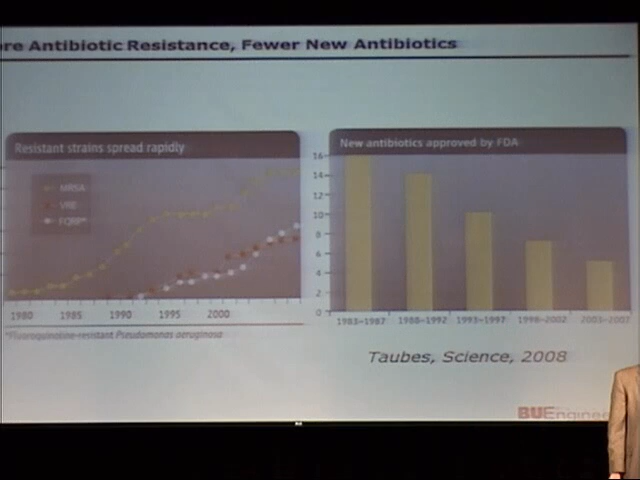 re Antibiotic Resistance, Fewer New Antibiotics
Resistant strains spread rapidly
MRSA
VRE
FQRP*
1980 1985 1990 1995 2000
*Fluoroquinoline-resistant Pseudomonas aeruginosa
New antibiotics approved by FDA
16
14
12
10
8
6
4
2
0
1983–1987 1988–1992 1993–1997 1998–2002 2003–2007
Taubes, Science, 2008
BUEnginee